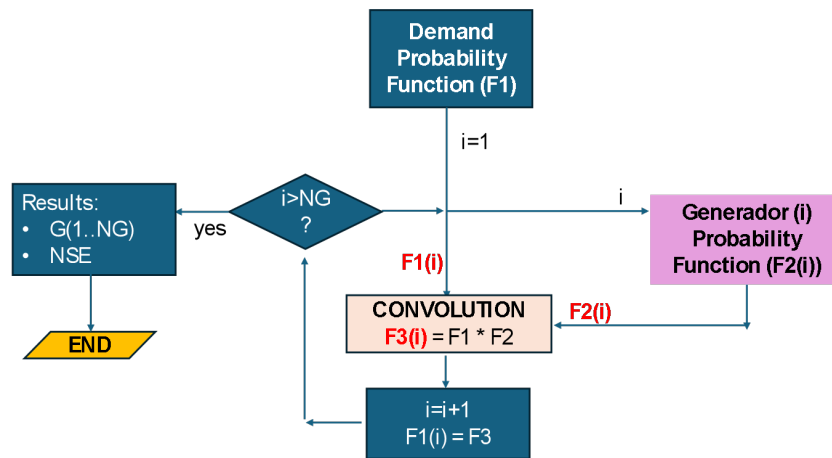 Demand
Probability
Function (F1)
i=1
i>NG
?
yes
Results:
• G(1..NG)
• NSE
i
Generador (i)
Probability
Function (F2(i))
F1(i)
CONVOLUTION
F3(i) = F1 * F2
F2(i)
END
i=i+1
F1(i) = F3